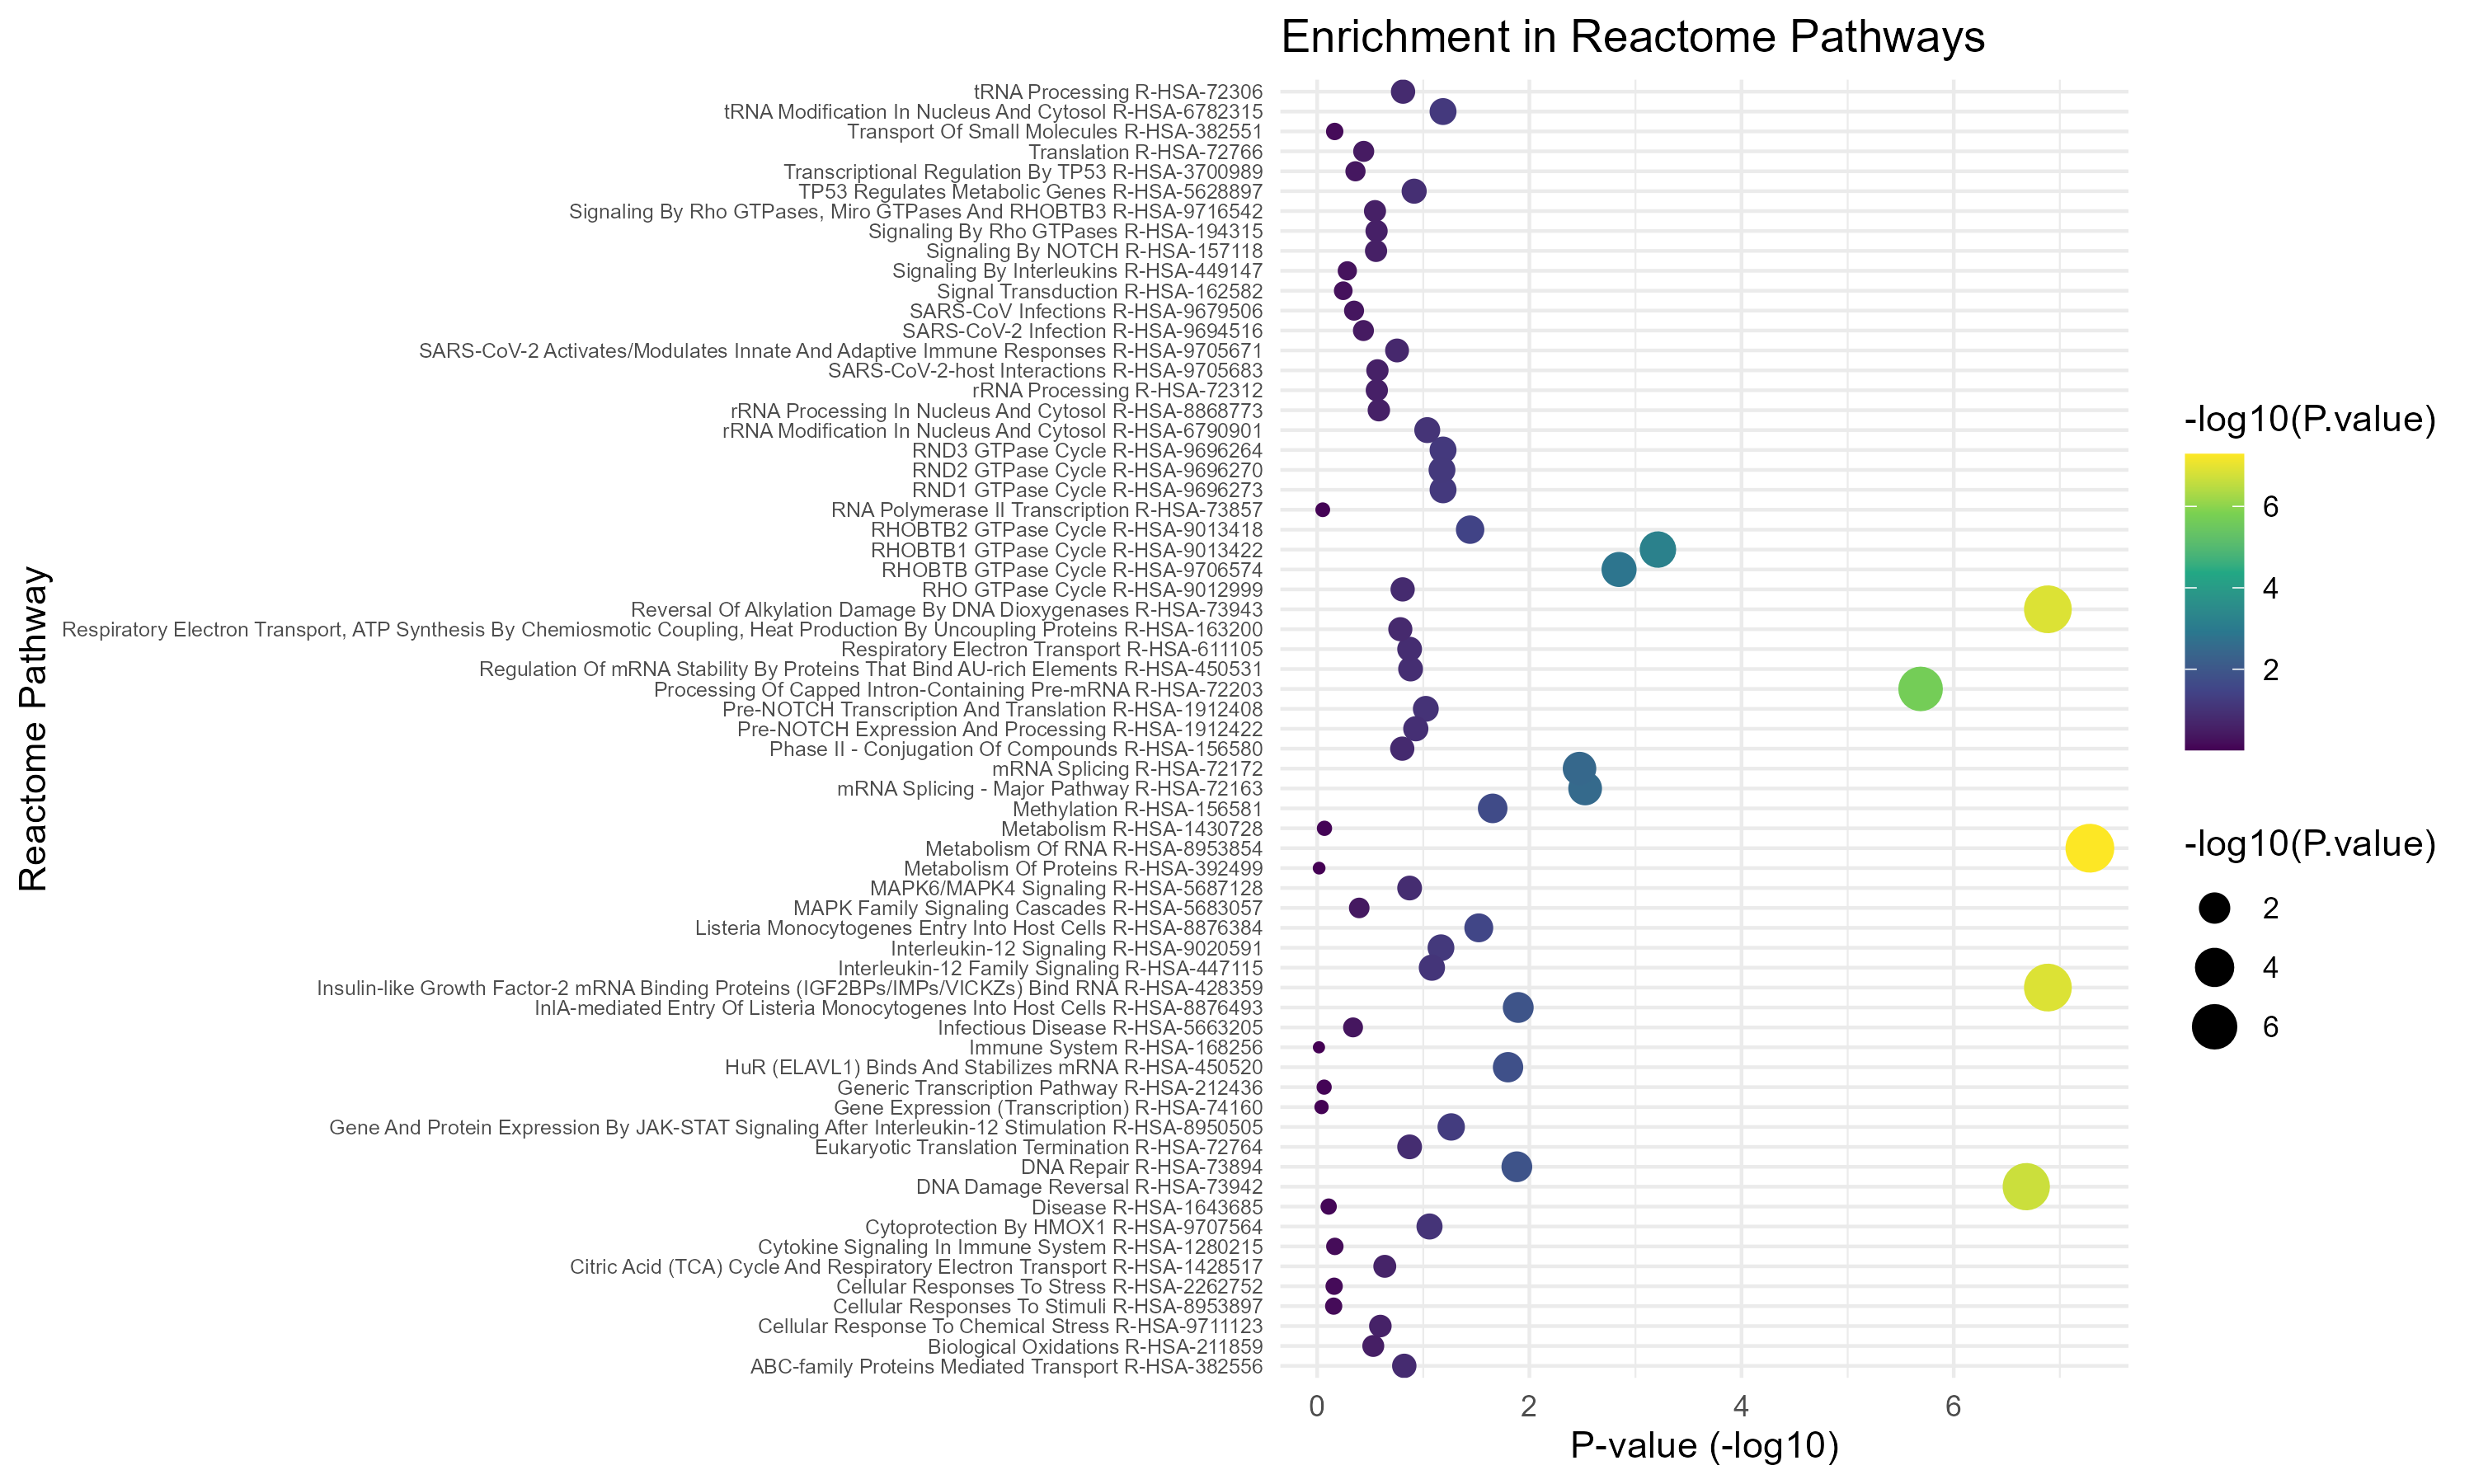 Enrichment in Reactome Pathways
tRNA Processing R-HSA-72306
tRNA Modification In Nucleus And Cytosol R-HSA-6782315
Transport Of Small Molecules R-HSA-382551
Translation R-HSA-72766
Transcriptional Regulation By TP53 R-HSA-3700989
TP53 Regulates Metabolic Genes R-HSA-5628897
Signaling By Rho GTPases, Miro GTPases And RHOBTB3 R-HSA-9716542
Signaling By Rho GTPases R-HSA-194315
Signaling By NOTCH R-HSA-157118
Signaling By Interleukins R-HSA-449147
Signal Transduction R-HSA-162582
SARS-CoV Infections R-HSA-9679506
SARS-CoV-2 Infection R-HSA-9694516
SARS-CoV-2 Activates/Modulates Innate And Adaptive Immune Responses R-HSA-9705671
SARS-CoV-2-host Interactions R-HSA-9705683
rRNA Processing R-HSA-72312
rRNA Processing In Nucleus And Cytosol R-HSA-8868773
rRNA Modification In Nucleus And Cytosol R-HSA-6790901
RND3 GTPase Cycle R-HSA-9696264
RND2 GTPase Cycle R-HSA-9696270
RND1 GTPase Cycle R-HSA-9696273
RNA Polymerase II Transcription R-HSA-73857
RHOBTB2 GTPase Cycle R-HSA-9013418
RHOBTB1 GTPase Cycle R-HSA-9013422
RHOBTB GTPase Cycle R-HSA-9706574
RHO GTPase Cycle R-HSA-9012999
Reversal Of Alkylation Damage By DNA Dioxygenases R-HSA-73943
Respiratory Electron Transport, ATP Synthesis By Chemiosmotic Coupling, Heat Production By Uncoupling Proteins R-HSA-163200
Respiratory Electron Transport R-HSA-611105
Regulation Of mRNA Stability By Proteins That Bind AU-rich Elements R-HSA-450531
Processing Of Capped Intron-Containing Pre-mRNA R-HSA-72203
Pre-NOTCH Transcription And Translation R-HSA-1912408
Pre-NOTCH Expression And Processing R-HSA-1912422
Phase II - Conjugation Of Compounds R-HSA-156580
mRNA Splicing R-HSA-72172
mRNA Splicing - Major Pathway R-HSA-72163
Methylation R-HSA-156581
Metabolism R-HSA-1430728
Metabolism Of RNA R-HSA-8953854
Metabolism Of Proteins R-HSA-392499
MAPK6/MAPK4 Signaling R-HSA-5687128
MAPK Family Signaling Cascades R-HSA-5683057
Listeria Monocytogenes Entry Into Host Cells R-HSA-8876384
Interleukin-12 Signaling R-HSA-9020591
Interleukin-12 Family Signaling R-HSA-447115
Insulin-like Growth Factor-2 mRNA Binding Proteins (IGF2BPs/IMPs/VICKZs) Bind RNA R-HSA-428359
InlA-mediated Entry Of Listeria Monocytogenes Into Host Cells R-HSA-8876493
Infectious Disease R-HSA-5663205
Immune System R-HSA-168256
HuR (ELAVL1) Binds And Stabilizes mRNA R-HSA-450520
Generic Transcription Pathway R-HSA-212436
Gene Expression (Transcription) R-HSA-74160
Gene And Protein Expression By JAK-STAT Signaling After Interleukin-12 Stimulation R-HSA-8950505
Eukaryotic Translation Termination R-HSA-72764
DNA Repair R-HSA-73894
DNA Damage Reversal R-HSA-73942
Disease R-HSA-1643685
Cytoprotection By HMOX1 R-HSA-9707564
Cytokine Signaling In Immune System R-HSA-1280215
Citric Acid (TCA) Cycle And Respiratory Electron Transport R-HSA-1428517
Cellular Responses To Stress R-HSA-2262752
Cellular Responses To Stimuli R-HSA-8953897
Cellular Response To Chemical Stress R-HSA-9711123
Biological Oxidations R-HSA-211859
ABC-family Proteins Mediated Transport R-HSA-382556
Reactome Pathway
0 2 4 6
P-value (-log10)
-log10(P.value)
6
4
2
-log10(P.value)
2
4
6